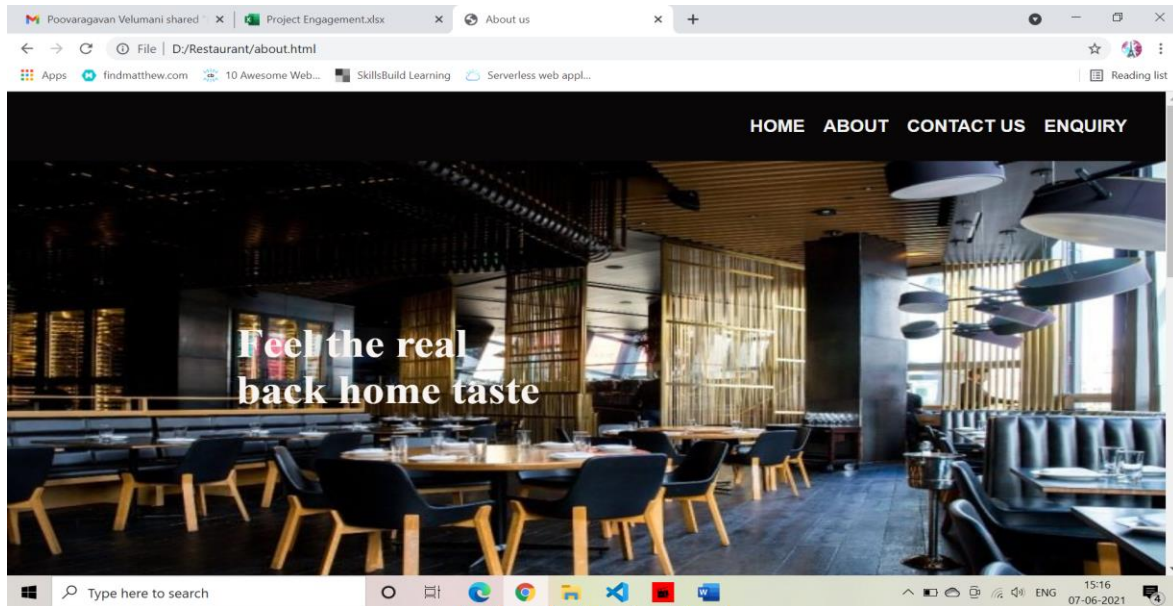 Poovaragavan Velumani shared
Project Engagement.xlsx
About us
File | D:/Restaurant/about.html
Apps
findmatthew.com
10 Awesome Web...
SkillsBuild Learning
Serverless web appl...
Reading list
HOME ABOUT CONTACT US ENQUIRY
Feel the real
back home taste
Type here to search
ENG
15:16
07-06-2021
4